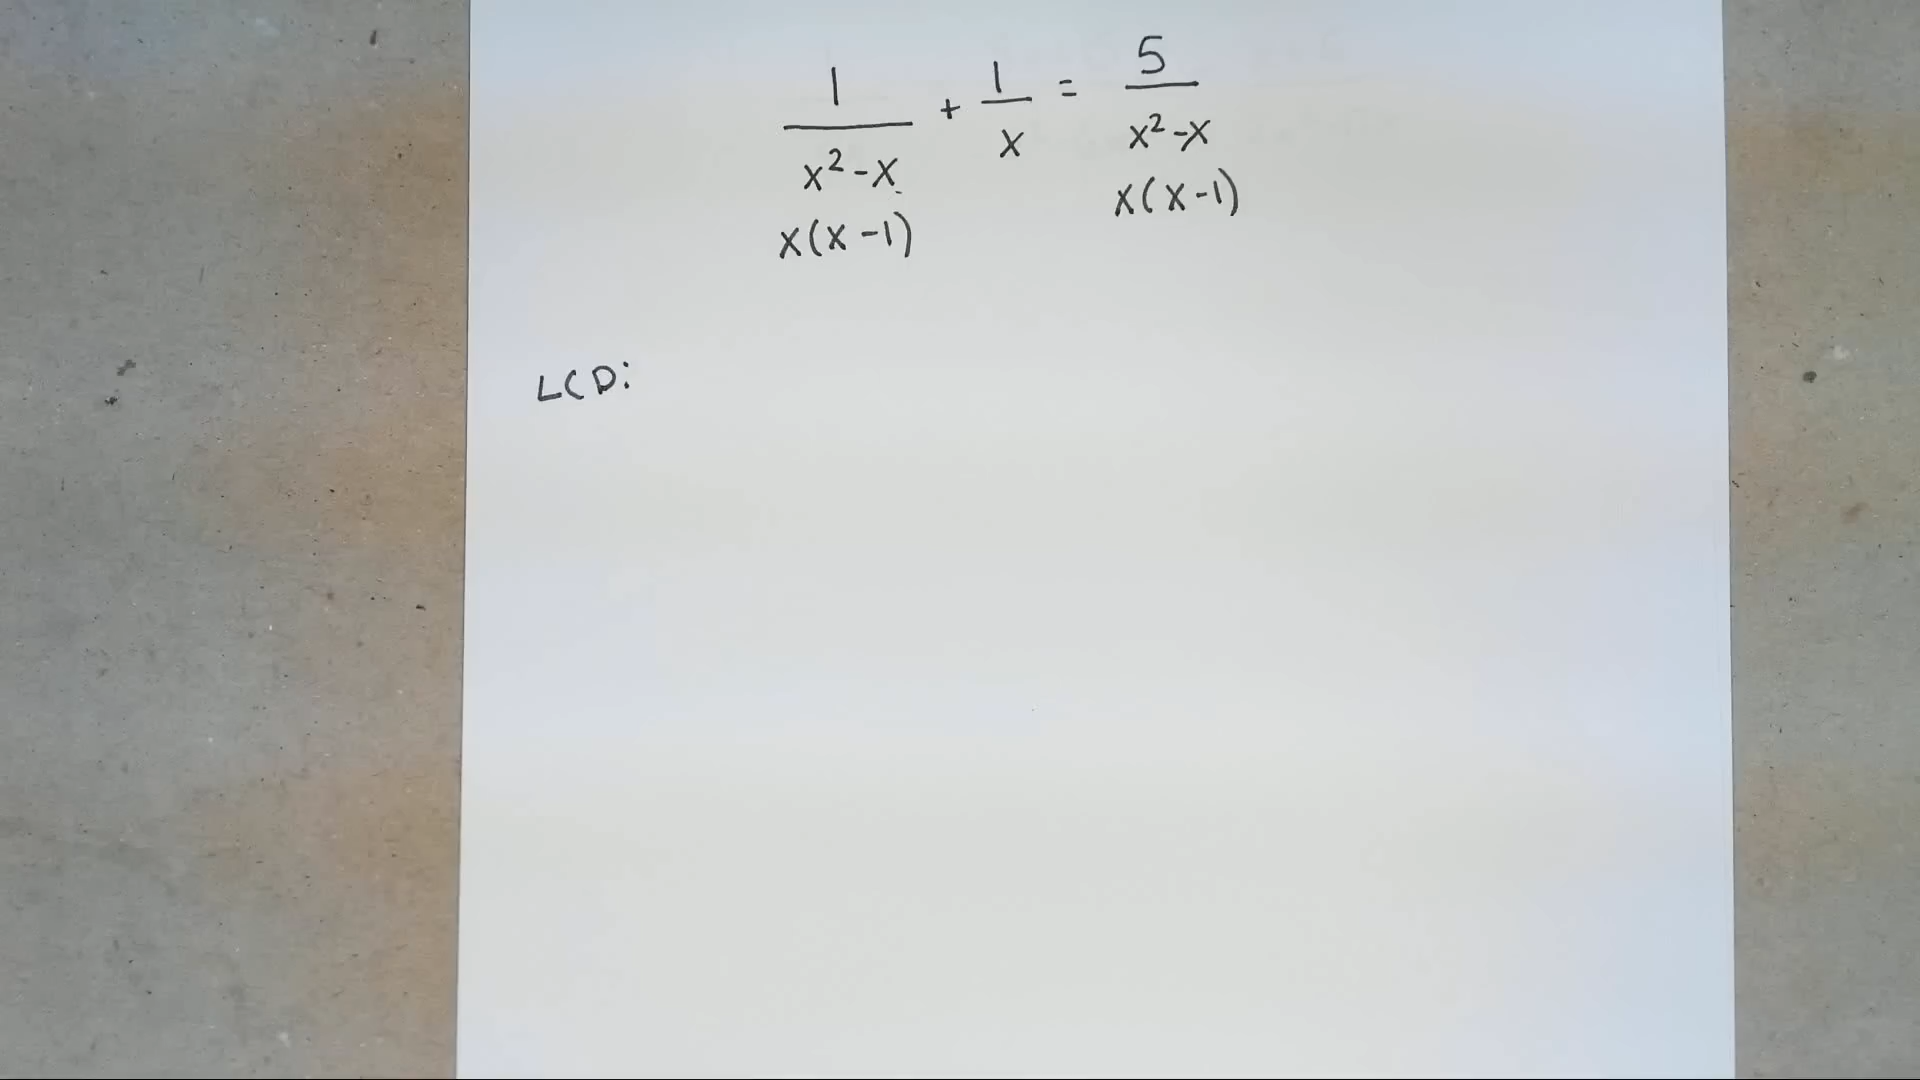 1/(x²-x) + 1/x = 5/(x²-x)
x(x-1) x(x-1)
LCD: